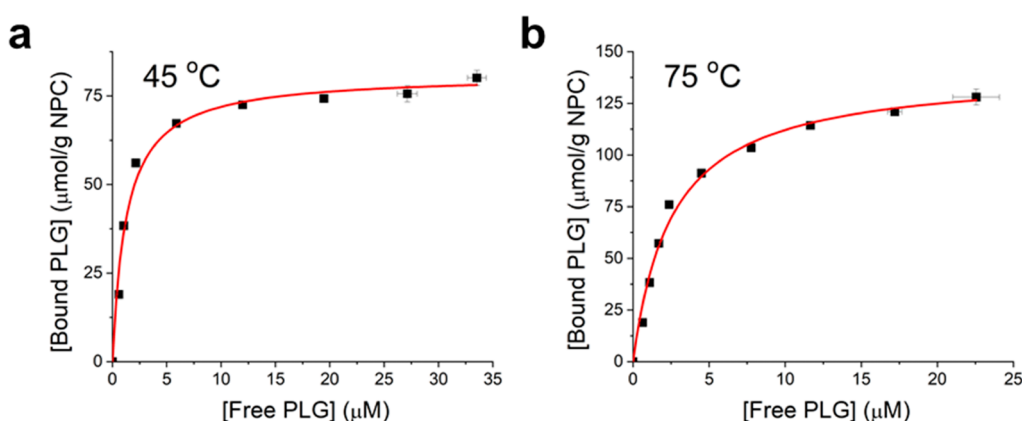 a
45 °C
[Bound PLG] (μmol/g NPC)
75
50
25
0
0 5 10 15 20 25 30 35
[Free PLG] (μM)
b
75 °C
[Bound PLG] (μmol/g NPC)
150
125
100
75
50
25
0
0 5 10 15 20 25
[Free PLG] (μM)